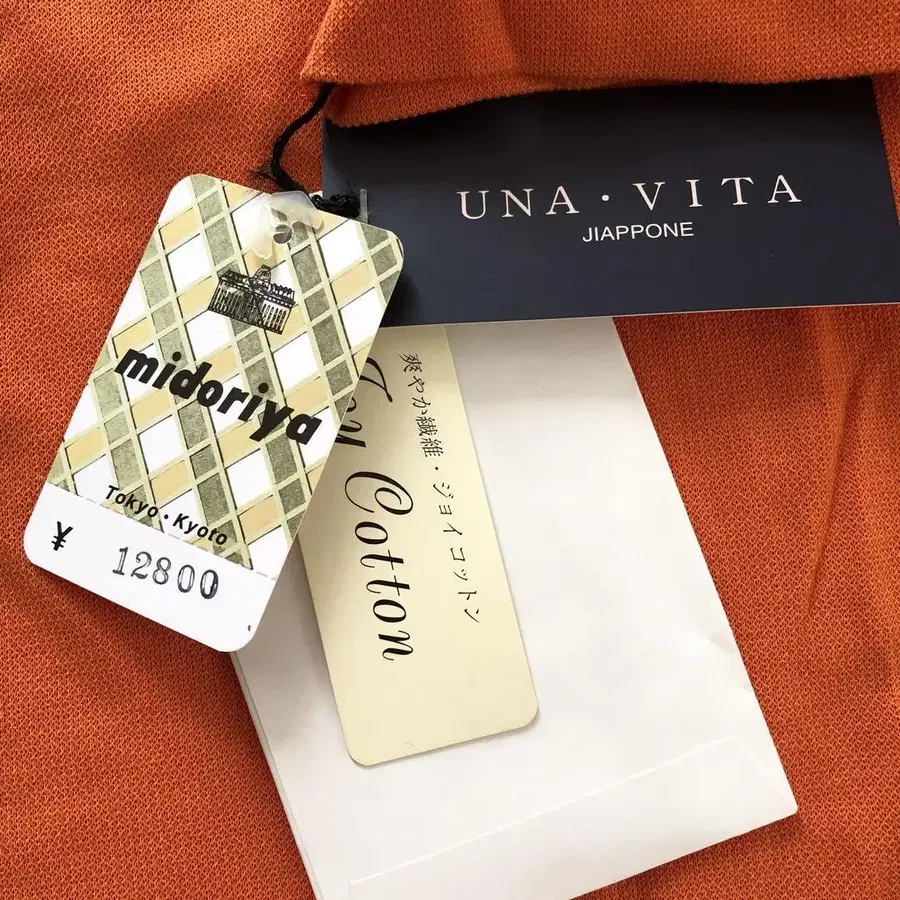 UNA・VITA
JIAPPONE
midoriya
Tokyo・Kyoto
¥ 12800
爽やか繊維・ジョイコットン
Joy Cotton